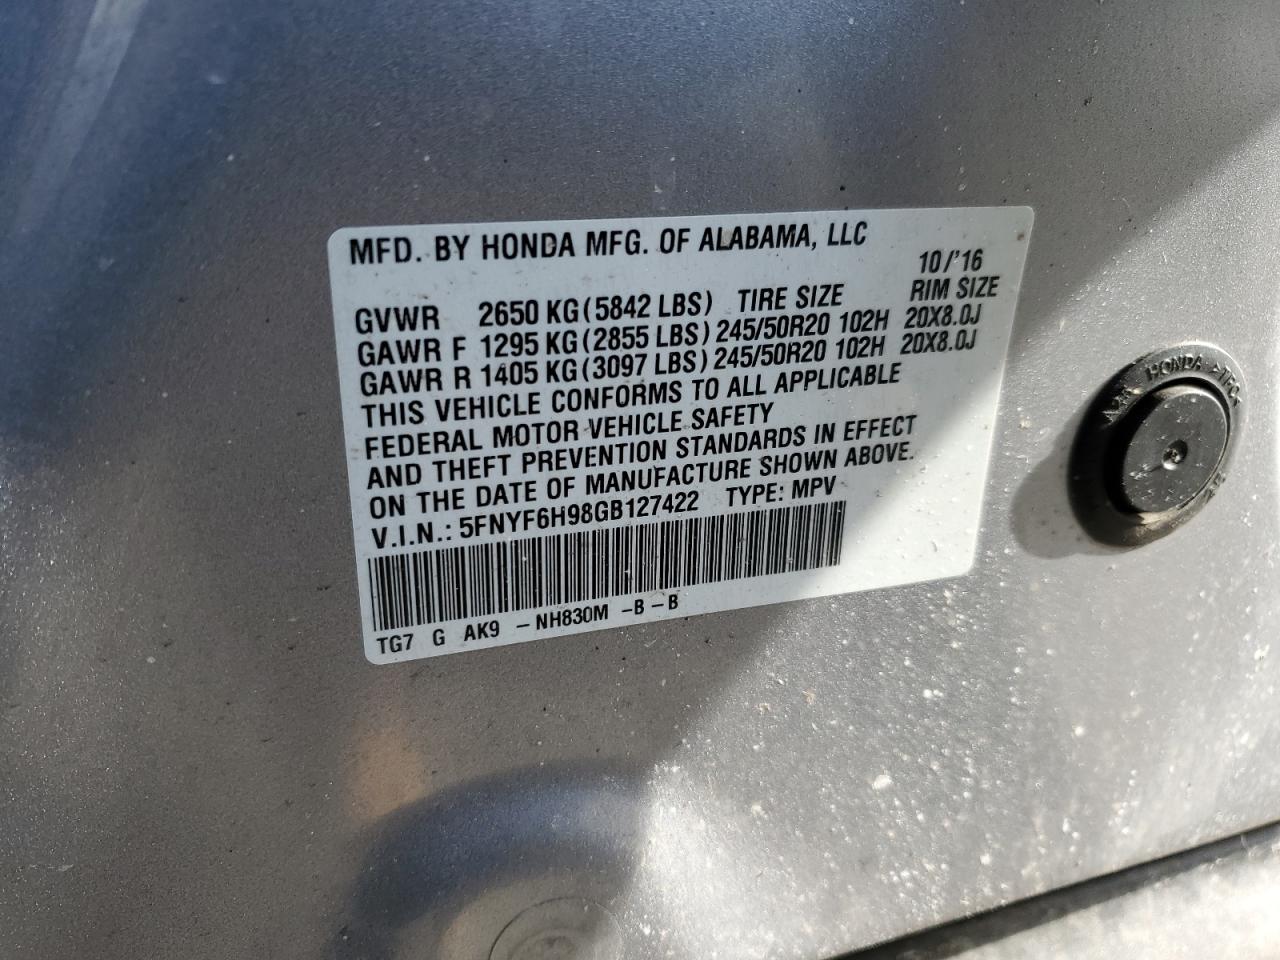 MFD. BY HONDA MFG. OF ALABAMA, LLC
10/'16
GVWR 2650 KG(5842 LBS) TIRE SIZE RIM SIZE
GAWR F 1295 KG(2855 LBS) 245/50R20 102H 20X8.0J
GAWR R 1405 KG(3097 LBS) 245/50R20 102H 20X8.0J
THIS VEHICLE CONFORMS TO ALL APPLICABLE
FEDERAL MOTOR VEHICLE SAFETY
AND THEFT PREVENTION STANDARDS IN EFFECT
ON THE DATE OF MANUFACTURE SHOWN ABOVE.
V.I.N.: 5FNYF6H98GB127422 TYPE: MPV
TG7 G AK9 -NH830M -B-B
HONDA